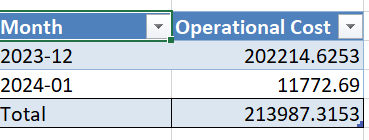 Month Operational Cost
2023-12 202214.6253
2024-01 11772.69
Total 213987.3153